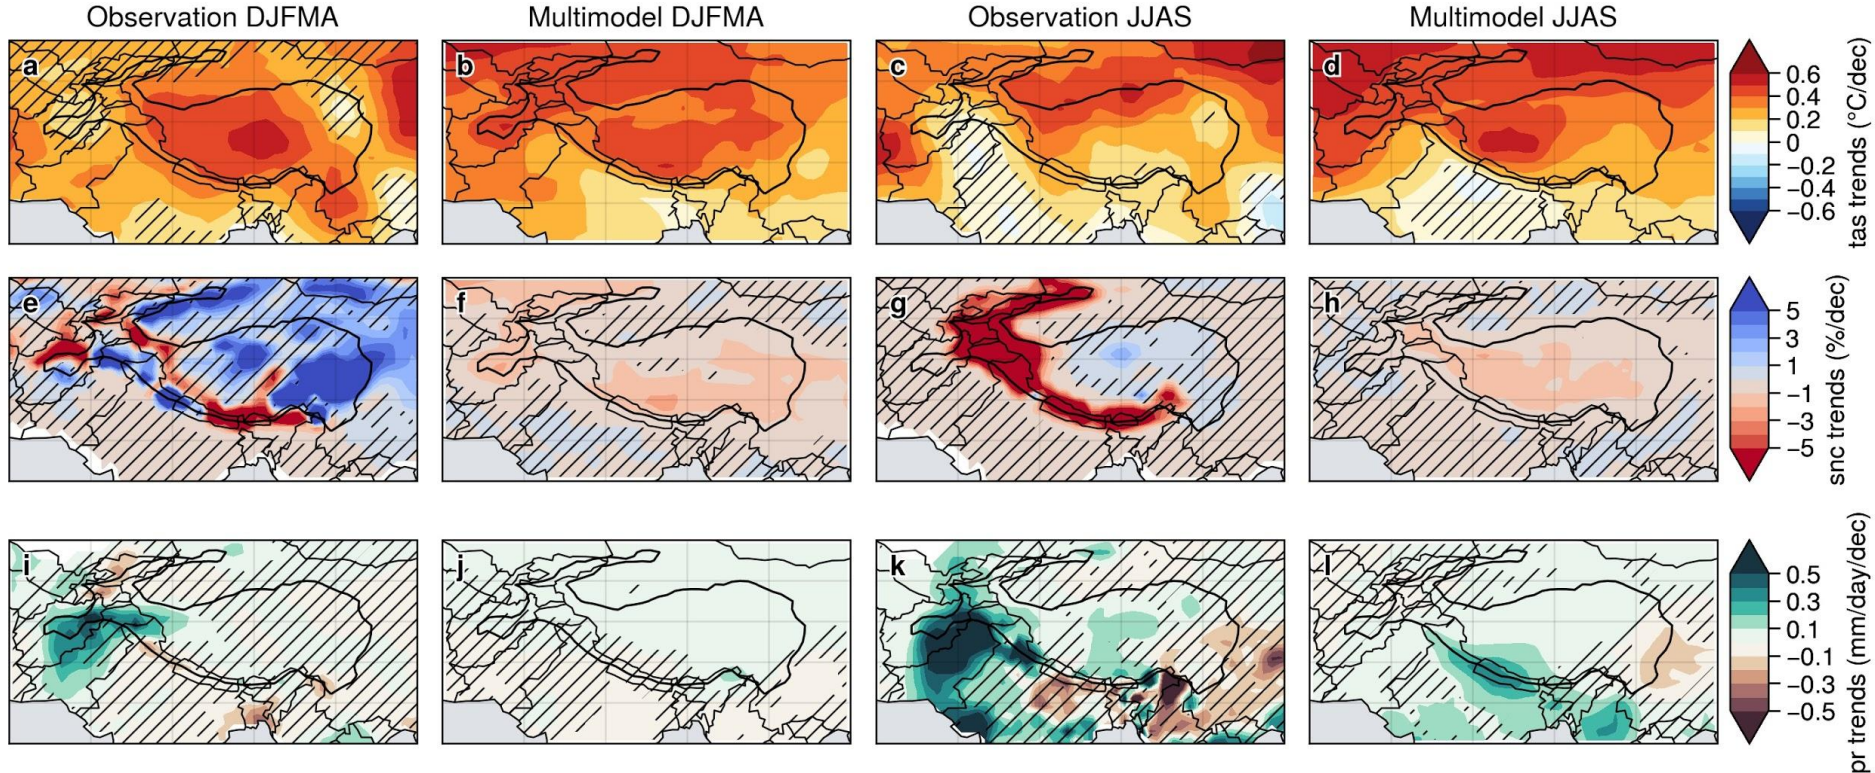 Observation DJFMA
Multimodel DJFMA
Observation JJAS
Multimodel JJAS
a
b
c
d
0.6
0.4
0.2
0
−0.2
−0.4
−0.6
tas trends (°C/dec)
e
f
g
h
5
3
1
−1
−3
−5
snc trends (%/dec)
i
j
k
l
0.5
0.3
0.1
−0.1
−0.3
−0.5
pr trends (mm/day/dec)